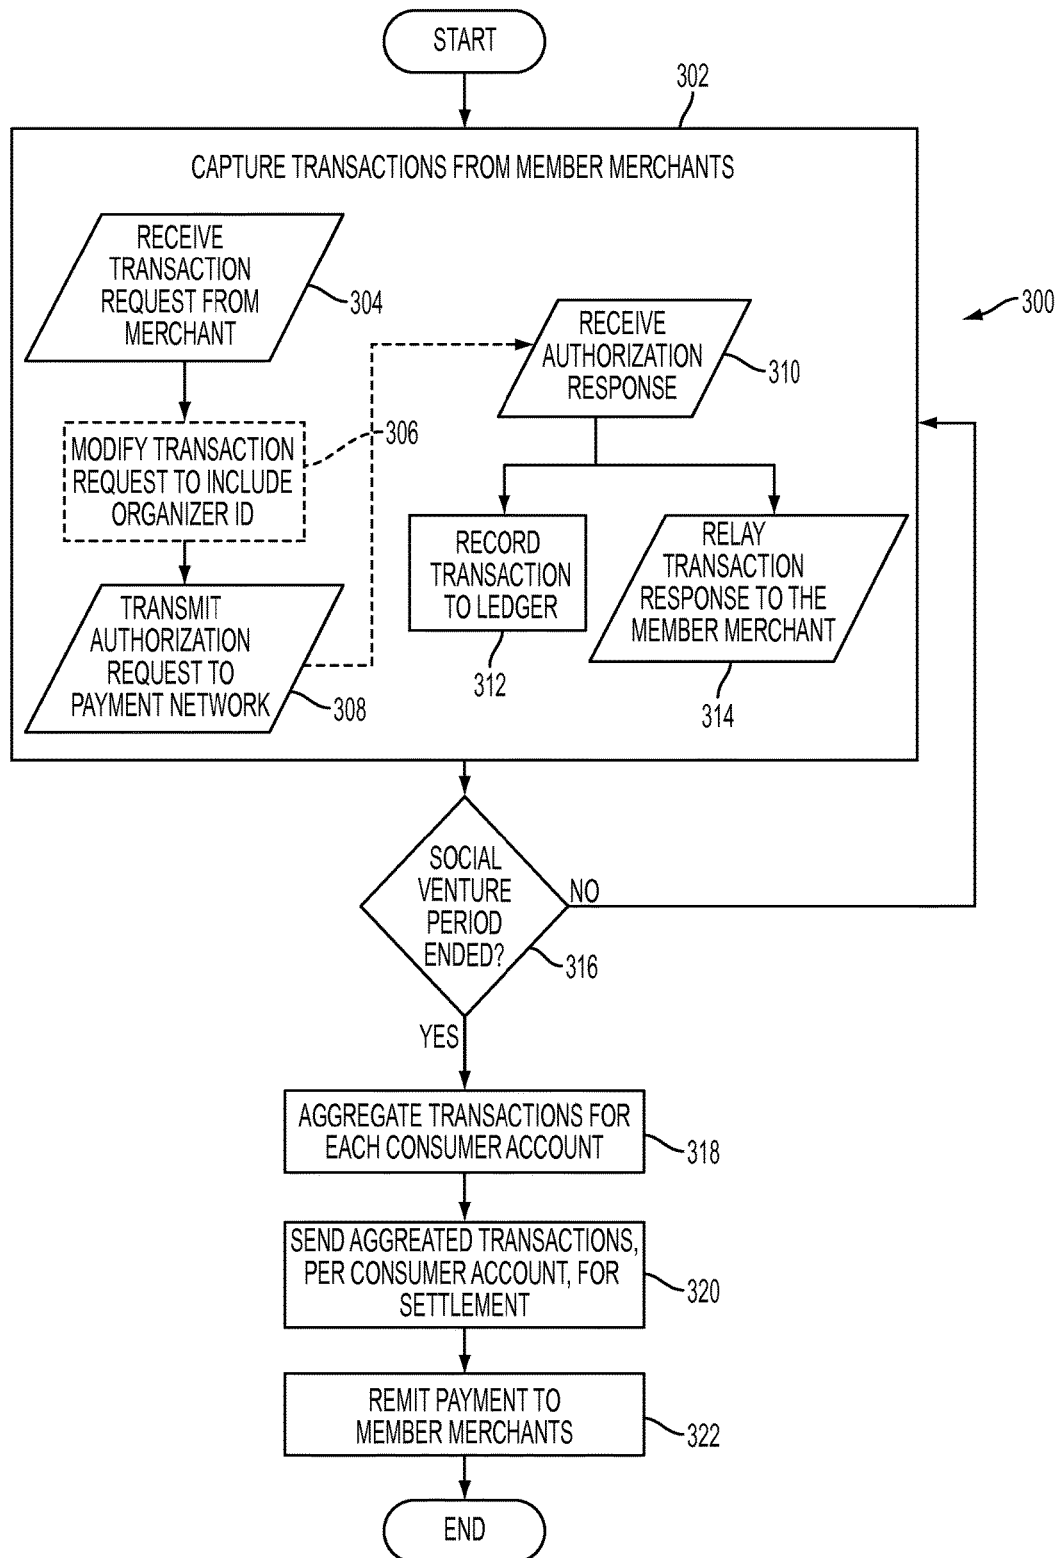 START
302
CAPTURE TRANSACTIONS FROM MEMBER MERCHANTS
RECEIVE
TRANSACTION
REQUEST FROM
MERCHANT
304
300
RECEIVE
AUTHORIZATION
RESPONSE
310
MODIFY TRANSACTION
REQUEST TO INCLUDE
ORGANIZER ID
306
RECORD
TRANSACTION
TO LEDGER
312
RELAY
TRANSACTION
RESPONSE TO THE
MEMBER MERCHANT
314
TRANSMIT
AUTHORIZATION
REQUEST TO
PAYMENT NETWORK
308
SOCIAL
VENTURE
PERIOD
ENDED?
NO
316
YES
AGGREGATE TRANSACTIONS FOR
EACH CONSUMER ACCOUNT
318
SEND AGGREATED TRANSACTIONS,
PER CONSUMER ACCOUNT, FOR
SETTLEMENT
320
REMIT PAYMENT TO
MEMBER MERCHANTS
322
END